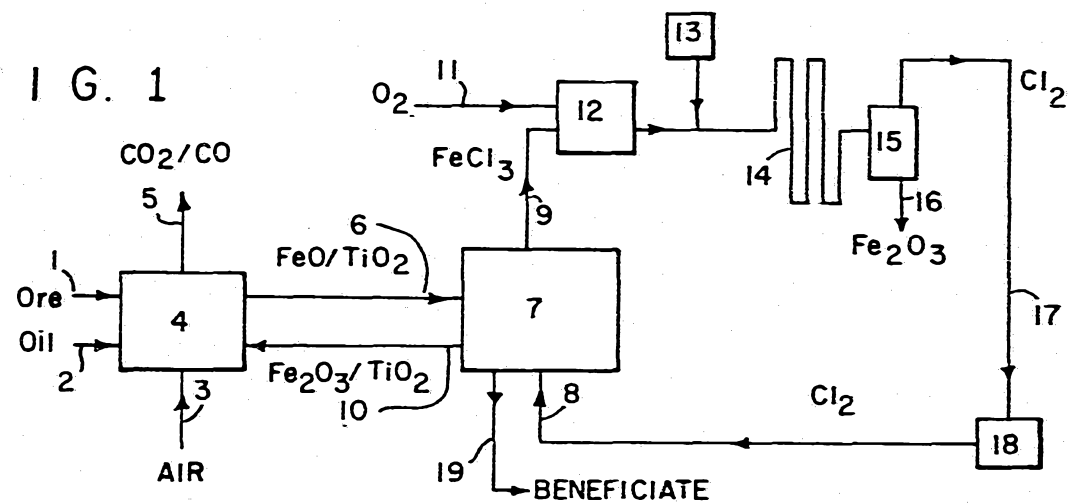 I G. 1
13
11
O₂
12
Cl₂
CO₂/CO
FeCl₃
14
15
5
9
16
6
Fe₂O₃
1
FeO/TiO₂
Ore
4
7
17
Oil
2
3
Fe₂O₃/TiO₂
10
8
Cl₂
18
AIR
19
BENEFICIATE